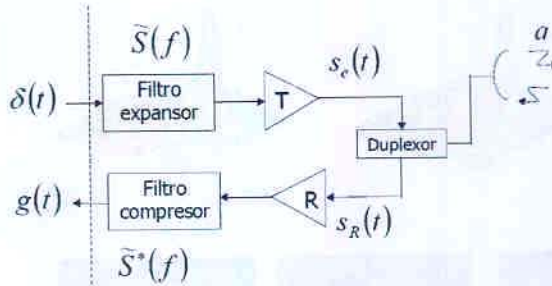 S̃(f)
δ(t)
Filtro
expansor
T
s_e(t)
Duplexor
a
g(t)
Filtro
compresor
R
s_R(t)
S̃*(f)